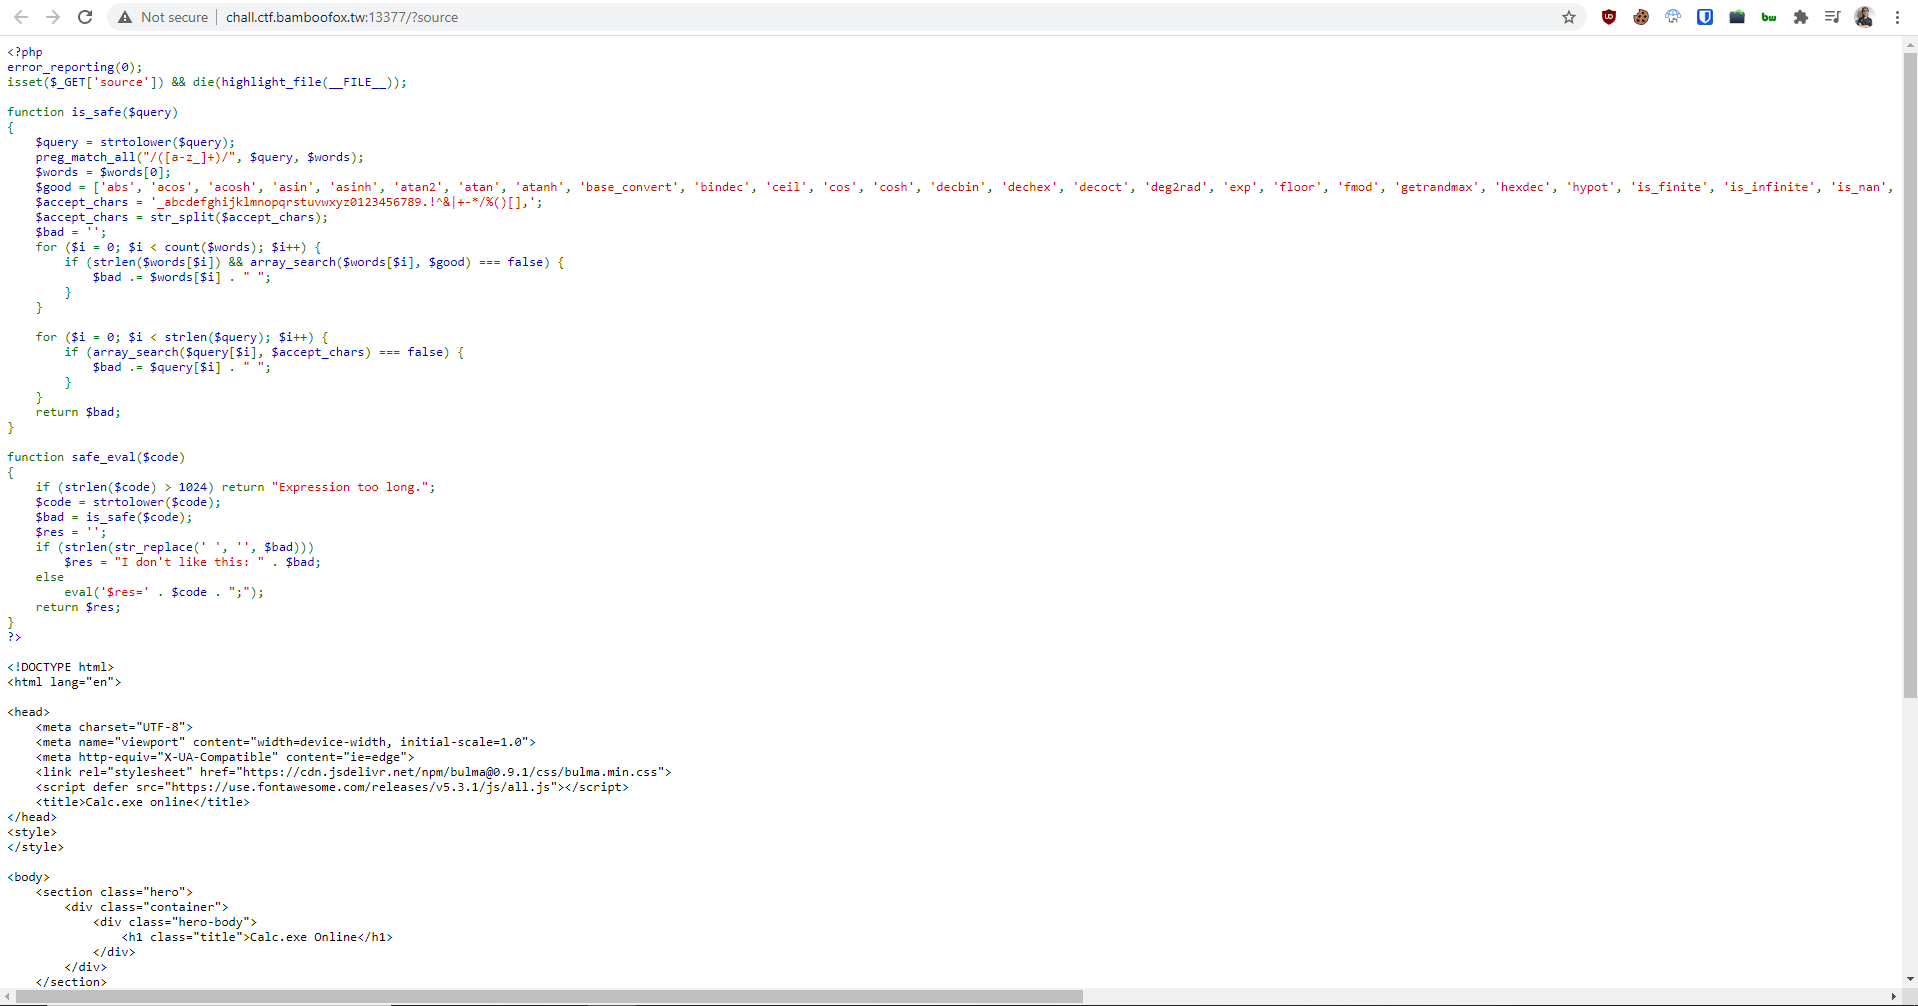 Not secure | chall.ctf.bamboofox.tw:13377/?source
<?php
error_reporting(0);
isset($_GET['source']) && die(highlight_file(__FILE__));
function is_safe($query)
{
    $query = strtolower($query);
    preg_match_all("/([a-z_]+)/", $query, $words);
    $words = $words[0];
    $good = ['abs', 'acos', 'acosh', 'asin', 'asinh', 'atan2', 'atan', 'atanh', 'base_convert', 'bindec', 'ceil', 'cos', 'cosh', 'decbin', 'dechex', 'decoct', 'deg2rad', 'exp', 'floor', 'fmod', 'getrandmax', 'hexdec', 'hypot', 'is_finite', 'is_infinite', 'is_nan',
    $accept_chars = '_abcdefghijklmnopqrstuvwxyz0123456789.!^&|+-*/%()[],';
    $accept_chars = str_split($accept_chars);
    $bad = '';
    for ($i = 0; $i < count($words); $i++) {
        if (strlen($words[$i]) && array_search($words[$i], $good) === false) {
            $bad .= $words[$i] . " ";
        }
    }
    for ($i = 0; $i < strlen($query); $i++) {
        if (array_search($query[$i], $accept_chars) === false) {
            $bad .= $query[$i] . " ";
        }
    }
    return $bad;
}
function safe_eval($code)
{
    if (strlen($code) > 1024) return "Expression too long.";
    $code = strtolower($code);
    $bad = is_safe($code);
    $res = '';
    if (strlen(str_replace(' ', '', $bad)))
        $res = "I don't like this: " . $bad;
    else
        eval('$res=' . $code . ";");
    return $res;
}
?>
<!DOCTYPE html>
<html lang="en">
<head>
    <meta charset="UTF-8">
    <meta name="viewport" content="width=device-width, initial-scale=1.0">
    <meta http-equiv="X-UA-Compatible" content="ie=edge">
    <link rel="stylesheet" href="https://cdn.jsdelivr.net/npm/bulma@0.9.1/css/bulma.min.css">
    <script defer src="https://use.fontawesome.com/releases/v5.3.1/js/all.js"></script>
    <title>Calc.exe online</title>
</head>
<style>
</style>
<body>
    <section class="hero">
        <div class="container">
            <div class="hero-body">
                <h1 class="title">Calc.exe Online</h1>
            </div>
        </div>
    </section>